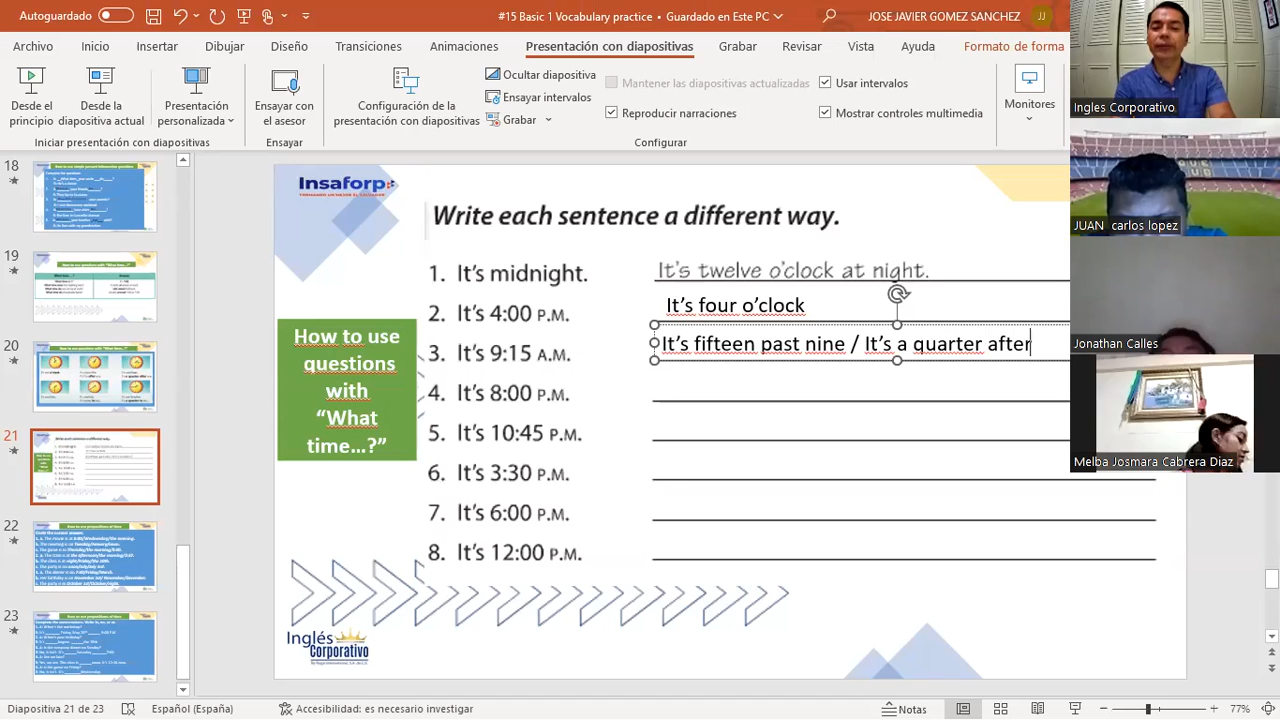 Autoguardado
#15 Basic 1 Vocabulary practice • Guardado en Este PC
JOSE JAVIER GOMEZ SANCHEZ
JJ
Archivo Inicio Insertar Dibujar Diseño Transiciones Animaciones Presentación con diapositivas Grabar Revisar Vista Ayuda Formato de forma
Desde el principio
Desde la diapositiva actual
Presentación personalizada
Ensayar con el asesor
Configuración de la presentación con diapositivas
Ocultar diapositiva
Ensayar intervalos
Grabar
Mantener las diapositivas actualizadas
Reproducir narraciones
Usar intervalos
Mostrar controles multimedia
Monitores
Iniciar presentación con diapositivas
Ensayar
Configurar
Ingles Corporativo
JUAN carlos lopez
Jonathan Calles
Melba Josmara Cabrera Diaz
18
19
20
21
22
23
Insaforp
Write each sentence a different way.
How to use
questions
with
“What
time…?”
1. It's midnight. It's twelve o'clock at night.
2. It's 4:00 P.M. It’s four o’clock
3. It's 9:15 A.M. It’s fifteen past nine / It’s a quarter after
4. It's 8:00 P.M.
5. It's 10:45 P.M.
6. It's 3:30 P.M.
7. It's 6:00 P.M.
8. It's 12:00 P.M.
Inglés
Corporativo
Diapositiva 21 de 23
Español (España)
Accesibilidad: es necesario investigar
Notas
77%